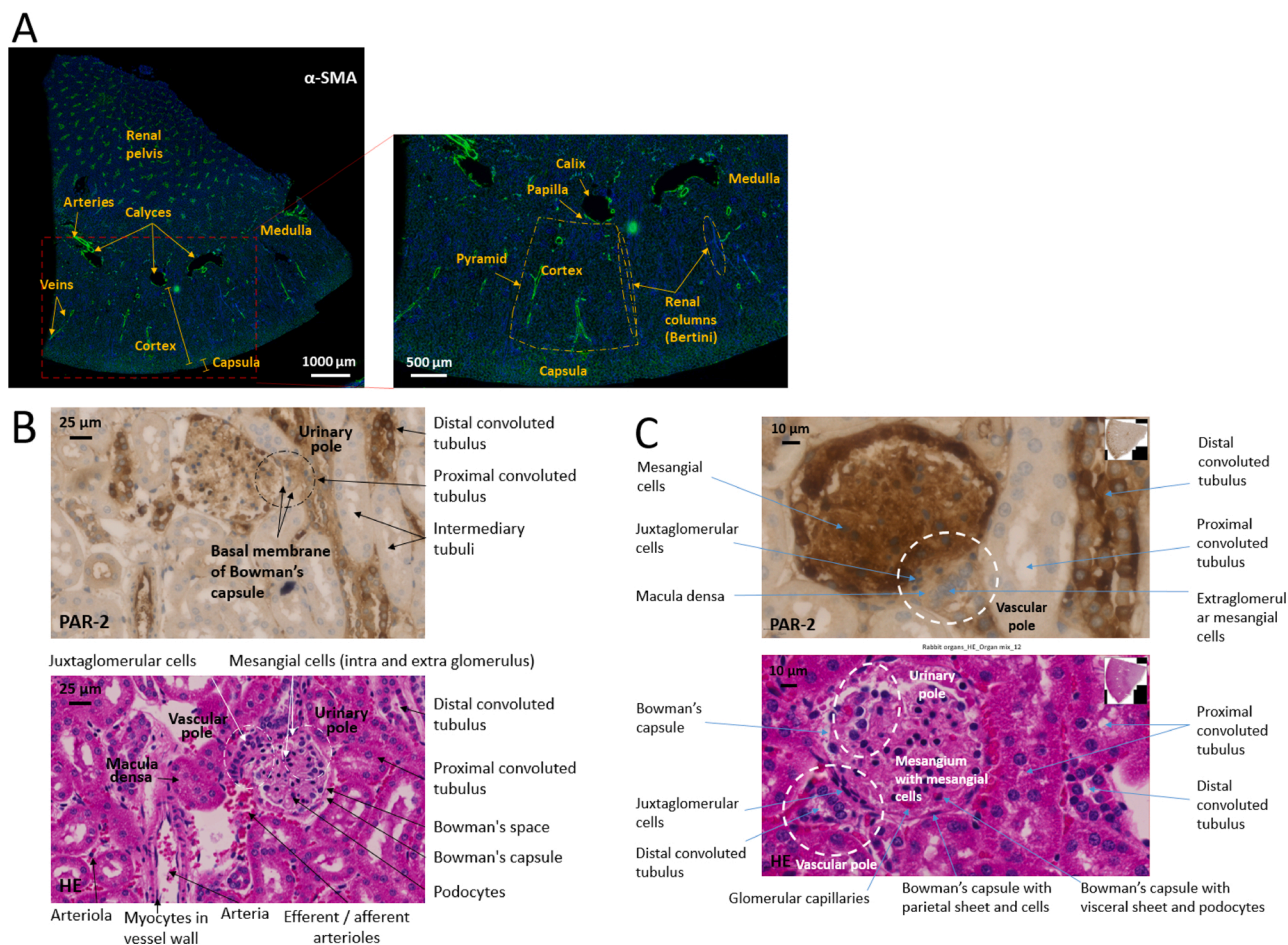 A
α-SMA
Renal
pelvis
Arteries
Calyces
Medulla
Veins
Cortex
Capsula
1000 µm
Calix
Papilla
Medulla
Pyramid
Cortex
Renal
columns
(Bertini)
500 µm
Capsula
B
25 µm
Urinary
pole
Basal membrane
of Bowman's
capsule
PAR-2
Distal convoluted
tubulus
Proximal convoluted
tubulus
Intermediary
tubuli
Juxtaglomerular cells
Mesangial cells (intra and extra glomerulus)
25 µm
Vascular
pole
Urinary
pole
Macula
densa
HE
Distal convoluted
tubulus
Proximal convoluted
tubulus
Bowman's space
Bowman's capsule
Podocytes
Arteriola
Myocytes in
vessel wall
Arteria
Efferent / afferent
arterioles
C
10 µm
Mesangial
cells
Juxtaglomerular
cells
Macula densa
PAR-2
Vascular
pole
Distal
convoluted
tubulus
Proximal
convoluted
tubulus
Extraglomerul
ar mesangial
cells
Rabbit organs_HE_Organ mix_12
10 µm
Urinary
pole
Bowman's
capsule
Mesangium
with mesangial
cells
Juxtaglomerular
cells
Distal convoluted
tubulus
HE
Vascular pole
Proximal
convoluted
tubulus
Distal
convoluted
tubulus
Glomerular capillaries
Bowman's capsule with
parietal sheet and cells
Bowman's capsule with
visceral sheet and podocytes